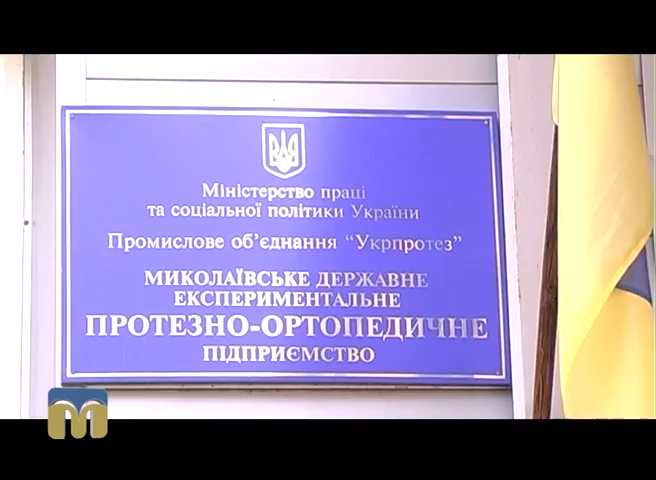 Міністерство праці
та соціальної політики України
Промислове об'єднання "Укрпротез"
МИКОЛАЇВСЬКЕ ДЕРЖАВНЕ
ЕКСПЕРИМЕНТАЛЬНЕ
ПРОТЕЗНО-ОРТОПЕДИЧНЕ
ПІДПРИЄМСТВО
М